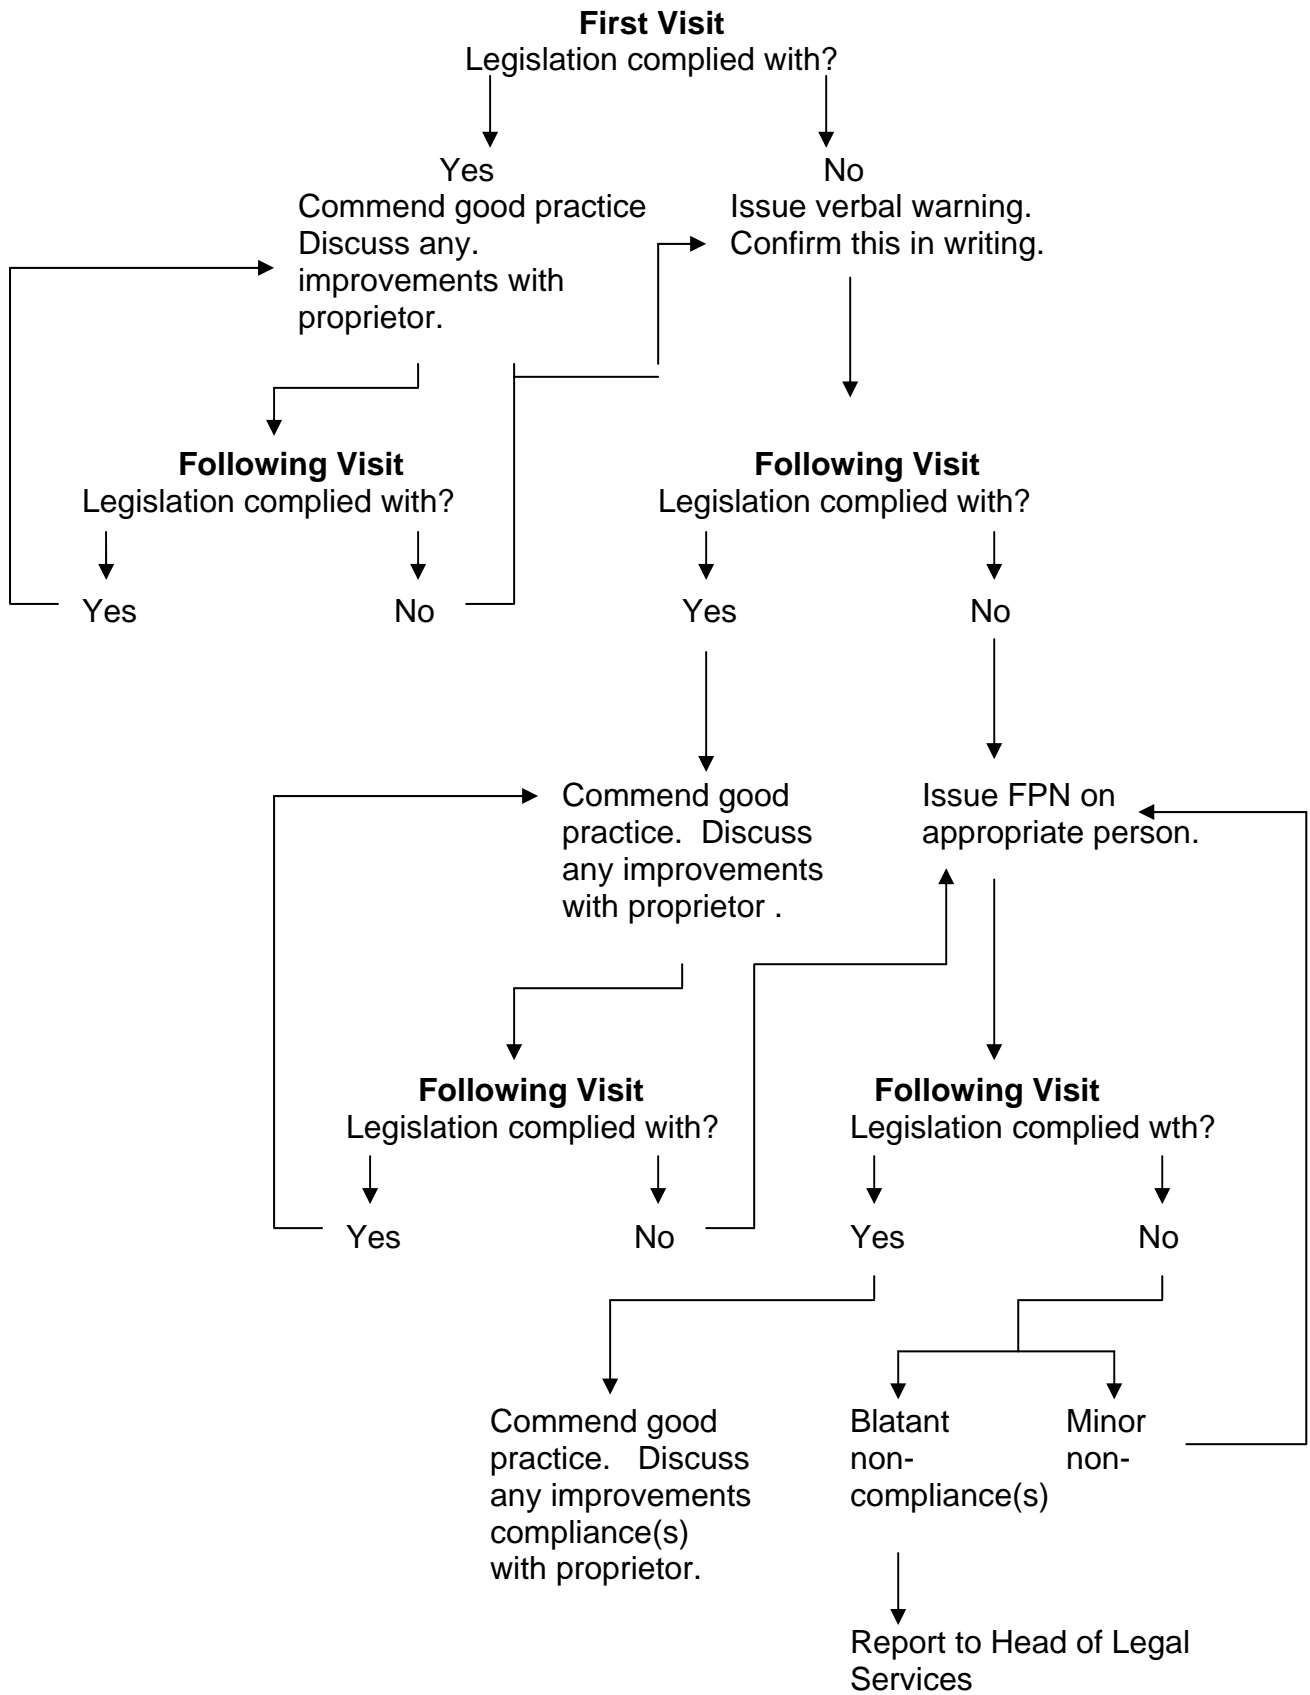 First Visit
Legislation complied with?
Yes
Commend good practice
Discuss any.
improvements with
proprietor.
No
Issue verbal warning.
Confirm this in writing.
Following Visit
Legislation complied with?
Yes
No
Following Visit
Legislation complied with?
Yes
No
Commend good
practice.  Discuss
any improvements
with proprietor .
Issue FPN on
appropriate person.
Following Visit
Legislation complied with?
Yes
No
Following Visit
Legislation complied wth?
Yes
No
Commend good
practice.   Discuss
any improvements
compliance(s)
with proprietor.
Blatant
non-
compliance(s)
Minor
non-
Report to Head of Legal
Services